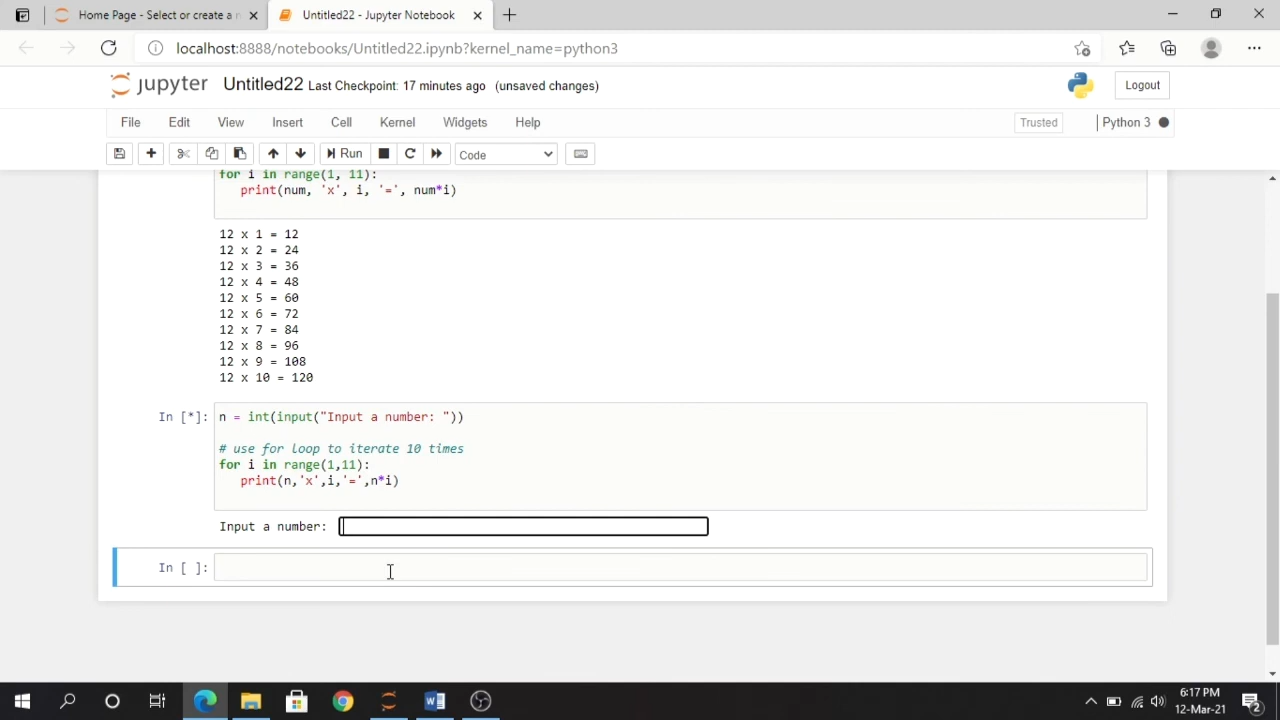 Home Page - Select or create a n
Untitled22 - Jupyter Notebook
localhost:8888/notebooks/Untitled22.ipynb?kernel_name=python3
jupyter Untitled22 Last Checkpoint: 17 minutes ago (unsaved changes)
Logout
File Edit View Insert Cell Kernel Widgets Help
Trusted
Python 3
Run
Code
for i in range(1, 11):
print(num, 'x', i, '=', num*i)
12 x 1 = 12
12 x 2 = 24
12 x 3 = 36
12 x 4 = 48
12 x 5 = 60
12 x 6 = 72
12 x 7 = 84
12 x 8 = 96
12 x 9 = 108
12 x 10 = 120
In [*]: n = int(input("Input a number: "))
# use for loop to iterate 10 times
for i in range(1,11):
print(n,'x',i,'=',n*i)
Input a number:
In [ ]:
6:17 PM
12-Mar-21
2